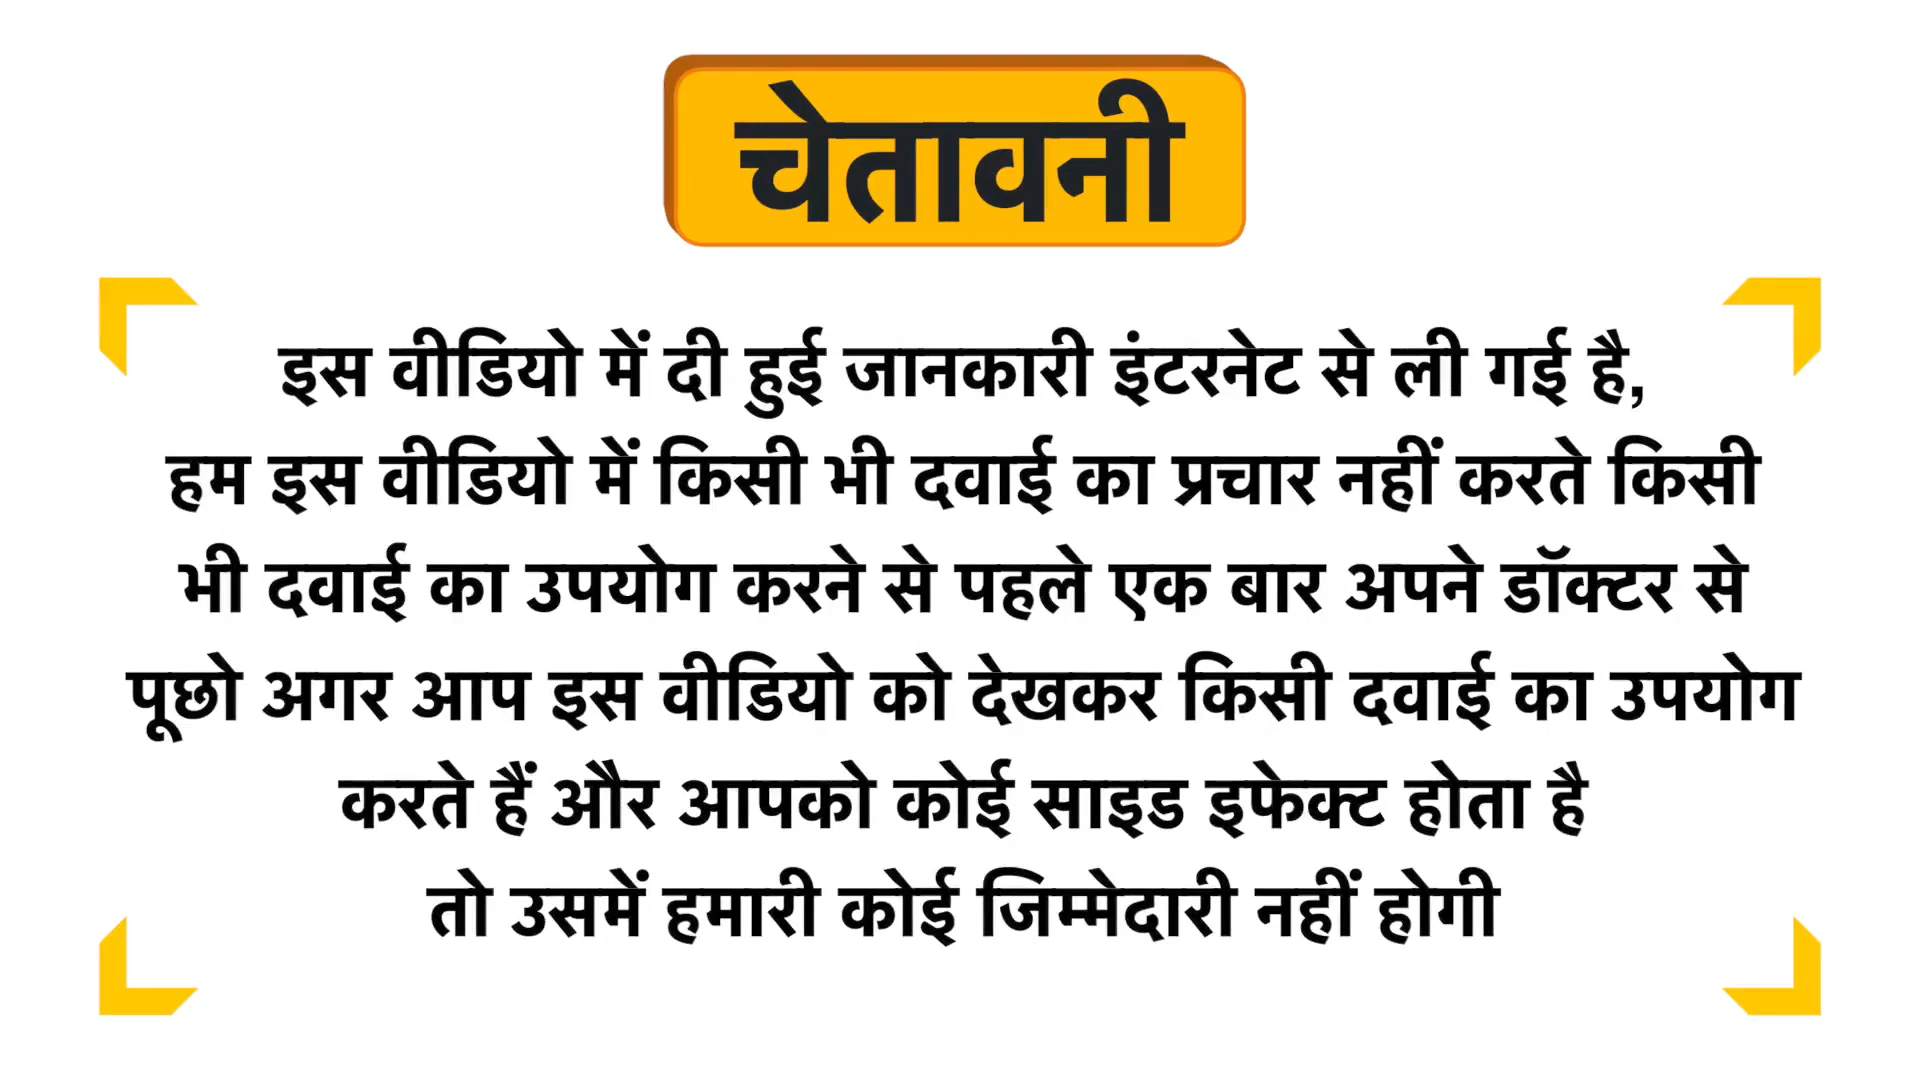 चेतावनी
इस वीडियो में दी हुई जानकारी इंटरनेट से ली गई है,
हम इस वीडियो में किसी भी दवाई का प्रचार नहीं करते किसी
भी दवाई का उपयोग करने से पहले एक बार अपने डॉक्टर से
पूछो अगर आप इस वीडियो को देखकर किसी दवाई का उपयोग
करते हैं और आपको कोई साइड इफेक्ट होता है
तो उसमें हमारी कोई जिम्मेदारी नहीं होगी